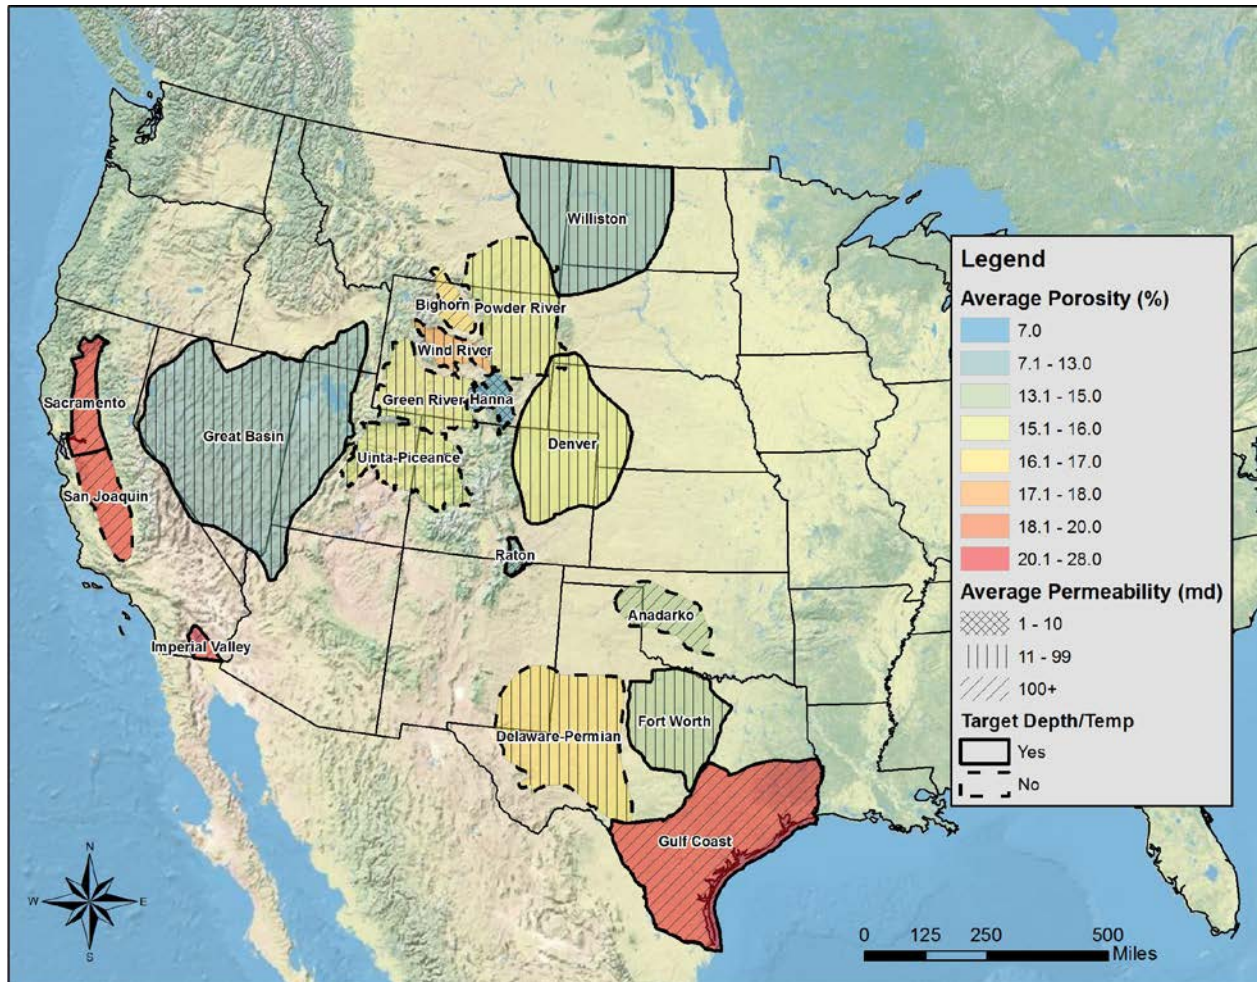 Williston
Bighorn
Powder River
Wind River
Green River
Hanna
Sacramento
Great Basin
Uinta-Piceance
Denver
San Joaquin
Raton
Anadarko
Imperial Valley
Delaware-Permian
Fort Worth
Gulf Coast
Legend
Average Porosity (%)
7.0
7.1 - 13.0
13.1 - 15.0
15.1 - 16.0
16.1 - 17.0
17.1 - 18.0
18.1 - 20.0
20.1 - 28.0
Average Permeability (md)
1 - 10
11 - 99
100+
Target Depth/Temp
Yes
No
N
W
E
S
0 125 250 500
Miles